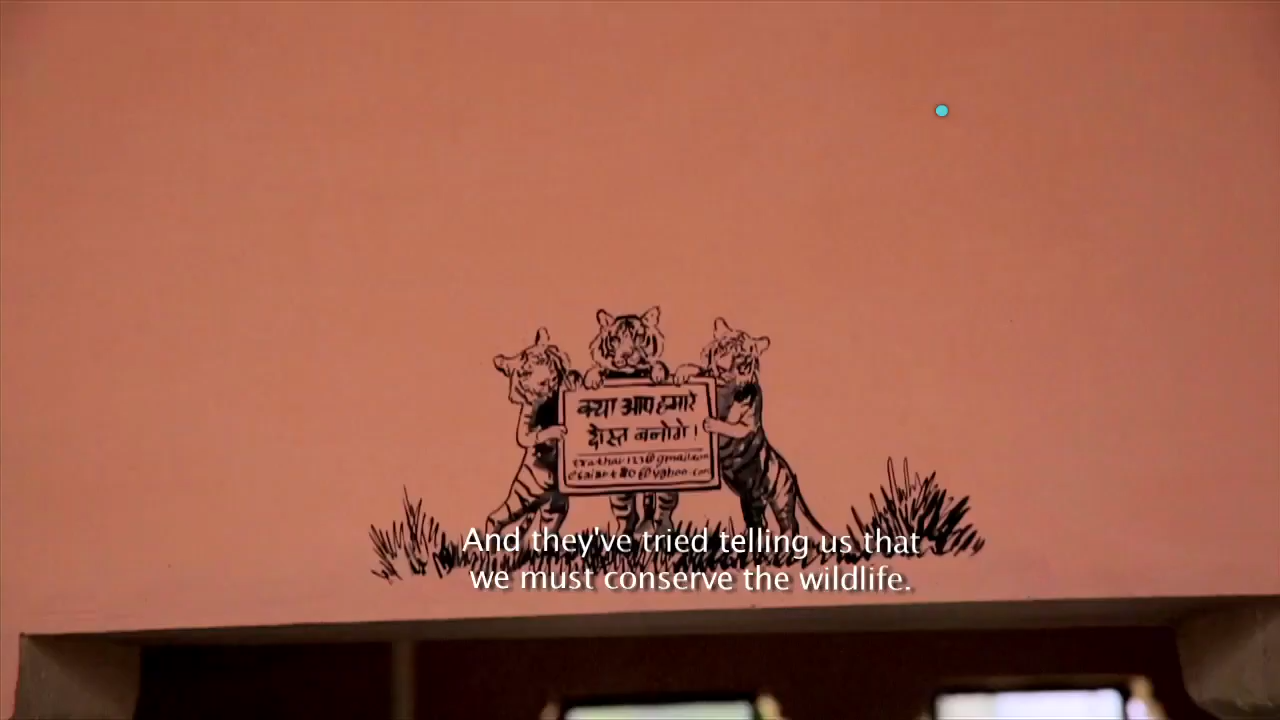 क्या आप हमारे
दोस्त बनोगे !
And they've tried telling us that
we must conserve the wildlife.